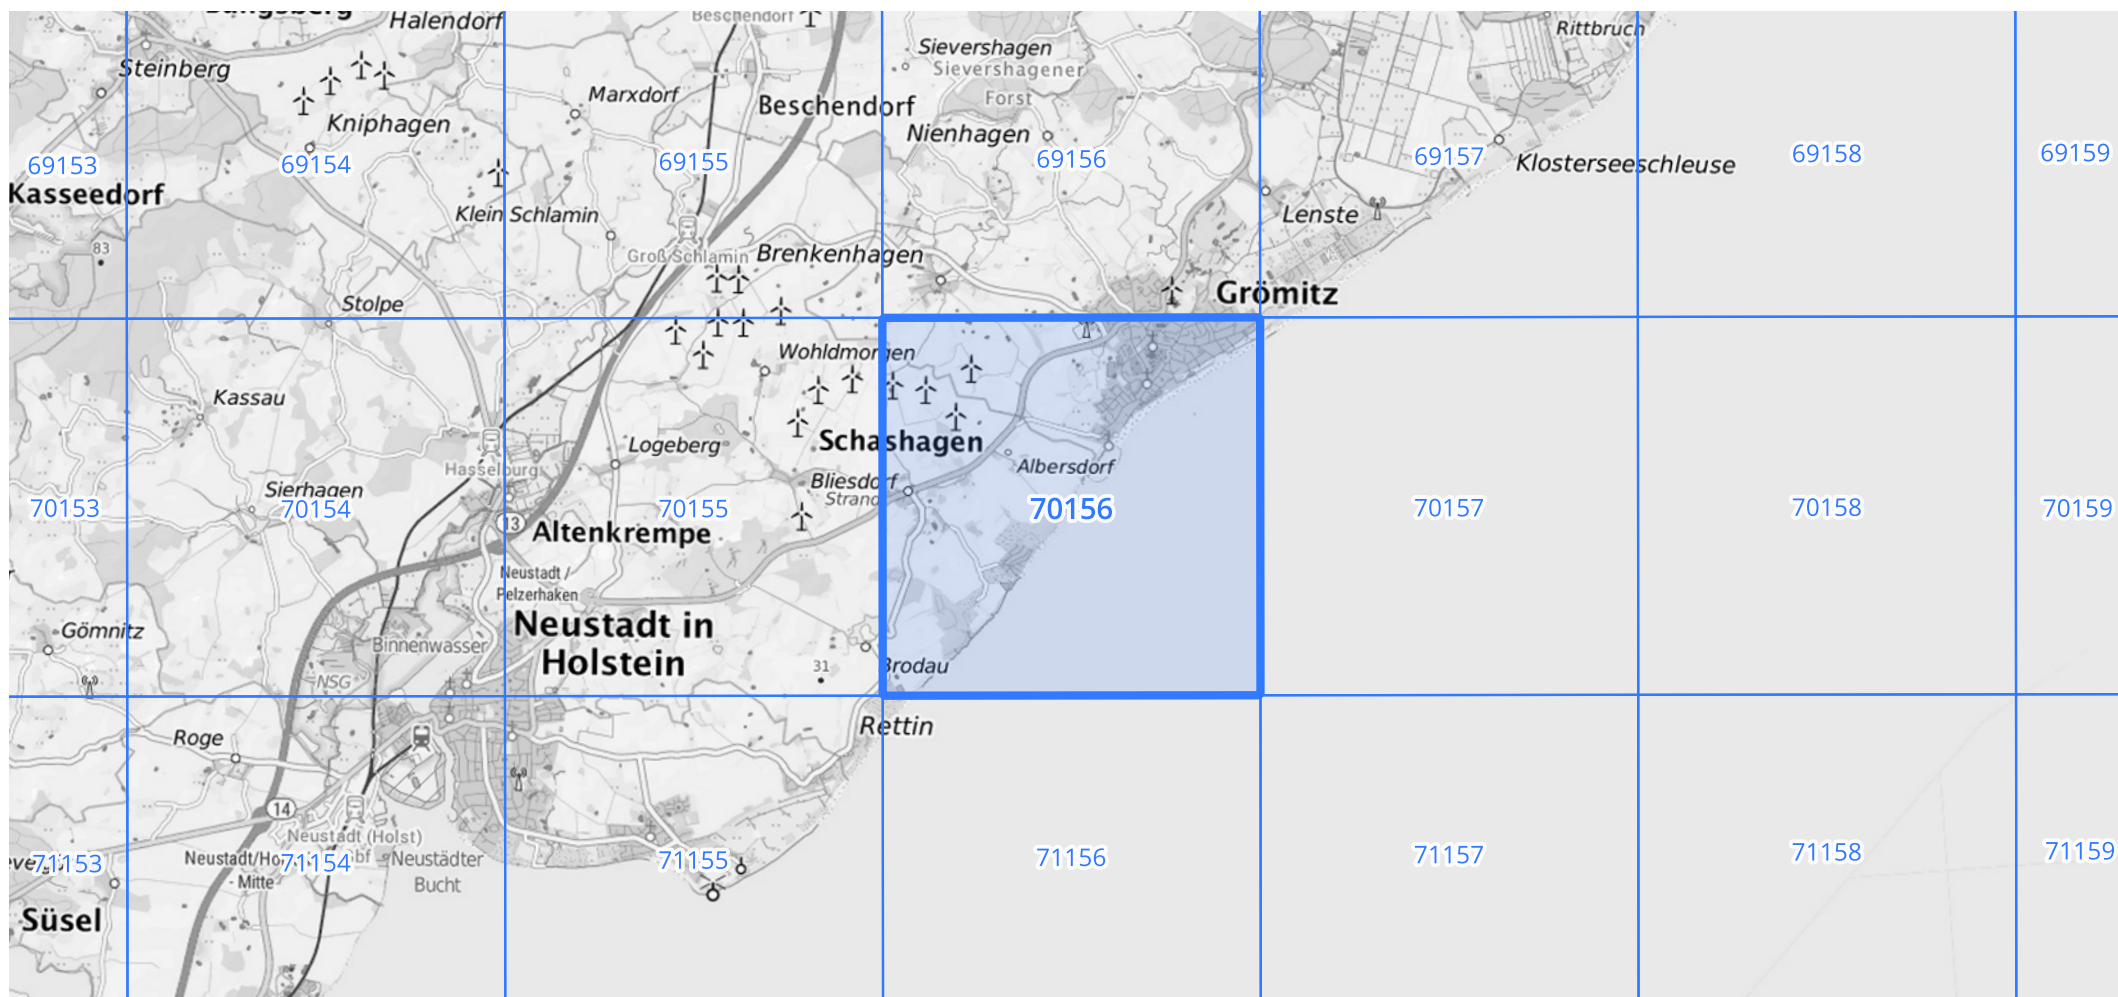 Halendorf
Beschendorf
Sievershagen
Rittbruch
Steinberg
Sievershagener
Forst
Marxdorf
Beschendorf
Kniphagen
Nienhagen
69153
69154
69155
69156
69157
69158
69159
Klosterseeschleuse
Kasseedorf
Klein Schlamin
Lenste
83
Groß Schlamin
Brenkenhagen
Stolpe
Grömitz
Wohldmorgen
Kassau
Logeberg
Schashagen
Hasselburg
Albersdorf
Bliesdorf
Strand
Sierhagen
70153
70154
70155
70156
70157
70158
70159
13
Altenkrempe
Neustadt /
Pelzerhaken
Neustadt in
Holstein
Gömnitz
Binnenwasser
31
Brodau
NSG
Rettin
Roge
14
Neustadt (Holst)
Neustädter
Bucht
- Mitte
71153
71154
71155
71156
71157
71158
71159
Süsel